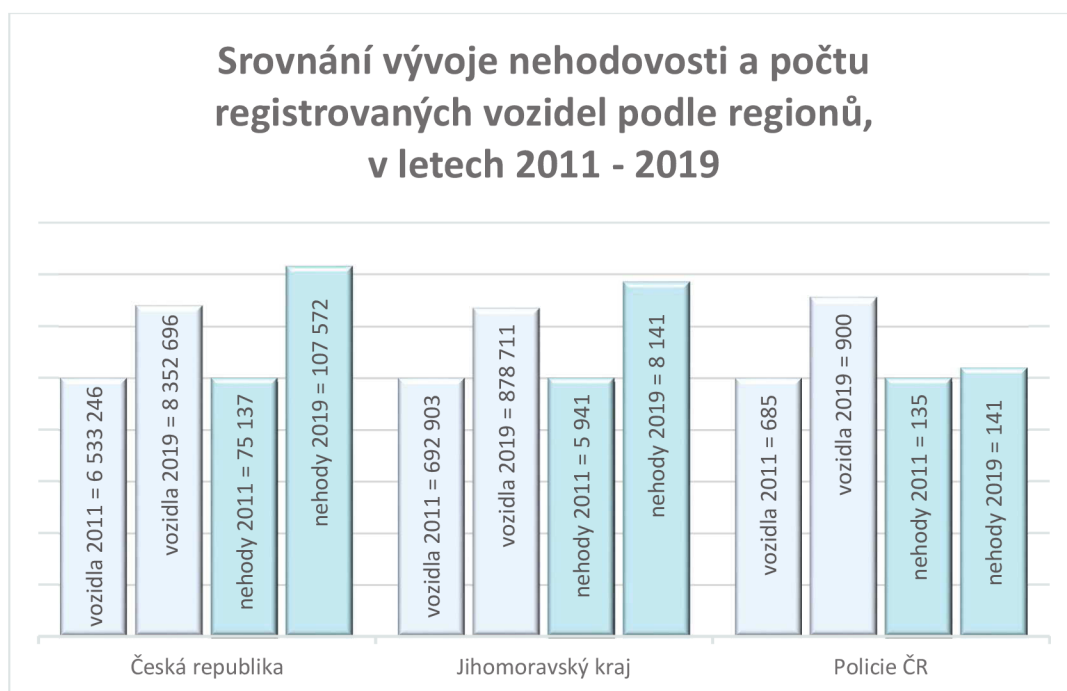 Srovnání vývoje nehodovosti a počtu
registrovaných vozidel podle regionů,
v letech 2011 - 2019
vozidla 2011 = 6 533 246
vozidla 2019 = 8 352 696
nehody 2011 = 75 137
nehody 2019 = 107 572
vozidla 2011 = 692 903
vozidla 2019 = 878 711
nehody 2011 = 5 941
nehody 2019 = 8 141
vozidla 2011 = 685
vozidla 2019 = 900
nehody 2011 = 135
nehody 2019 = 141
Česká republika
Jihomoravský kraj
Policie ČR